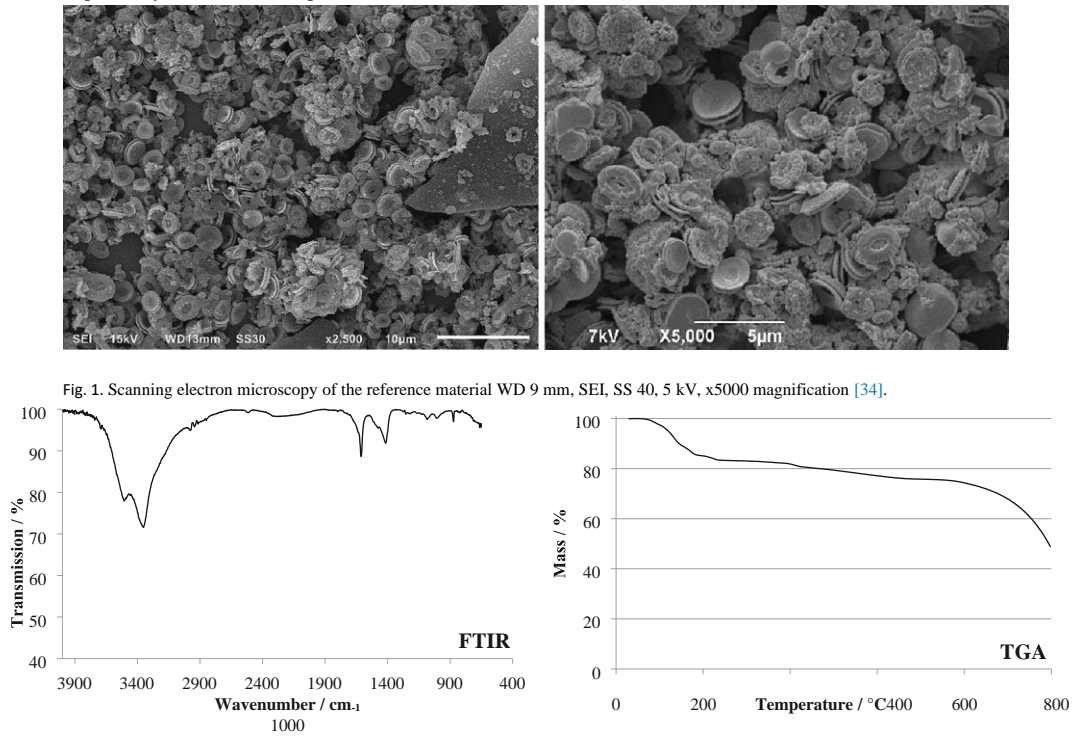 SEI 15kV WD13mm SS30 x2,500 10µm
7kV X5,000 5µm
Fig. 1. Scanning electron microscopy of the reference material WD 9 mm, SEI, SS 40, 5 kV, x5000 magnification [34].
100
90
80
70
60
50
40
Transmission / %
FTIR
3900 3400 2900 2400 1900 1400 900 400
Wavenumber / cm-1
1000
100
80
60
40
20
0
Mass / %
TGA
0 200 Temperature / °C400 600 800